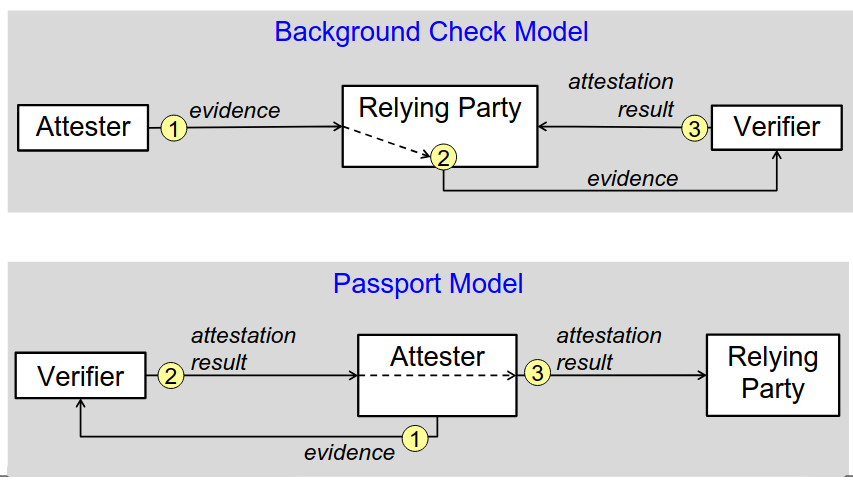 Background Check Model
Attester
1
evidence
Relying Party
2
attestation
result
3
Verifier
evidence
Passport Model
Verifier
2
attestation
result
Attester
3
attestation
result
Relying
Party
1
evidence